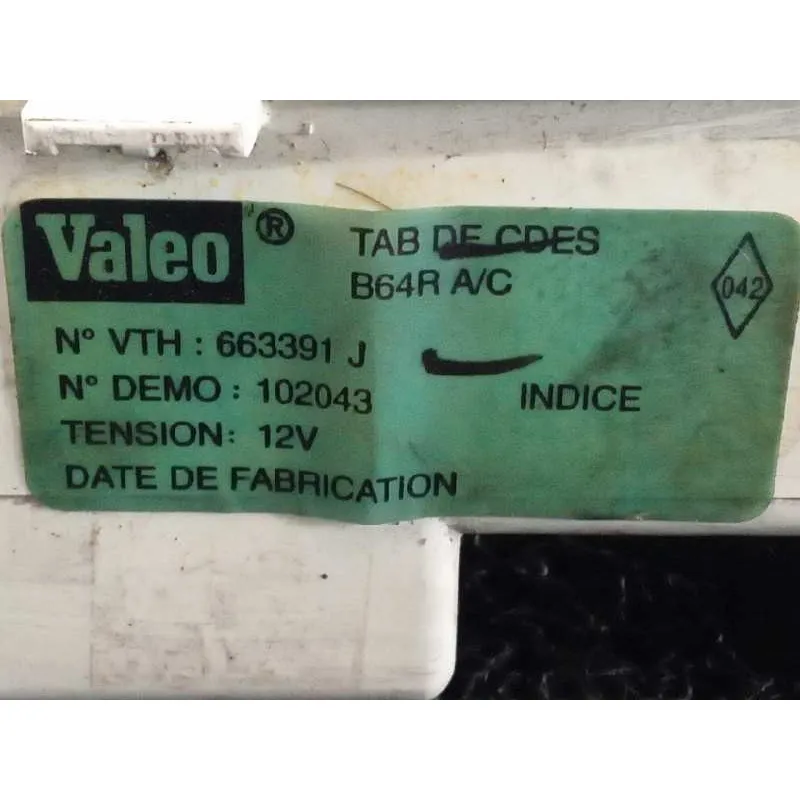 Valeo ®
TAB DE CDES
B64R A/C
042
N° VTH : 663391 J
N° DEMO : 102043
INDICE
TENSION : 12V
DATE DE FABRICATION